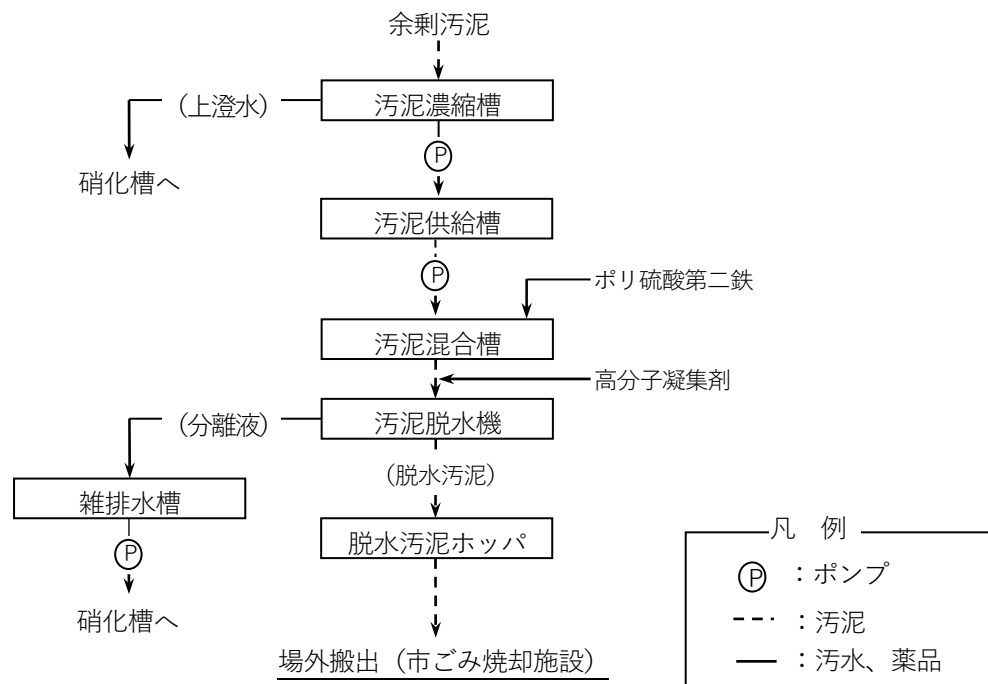 余剰汚泥
(上澄水)
汚泥濃縮槽
P
硝化槽へ
汚泥供給槽
P
ポリ硫酸第二鉄
汚泥混合槽
高分子凝集剤
(分離液)
汚泥脱水機
(脱水汚泥)
雑排水槽
脱水汚泥ホッパ
P
硝化槽へ
場外搬出（市ごみ焼却施設）
凡　例
P ：ポンプ
：汚泥
：汚水、薬品